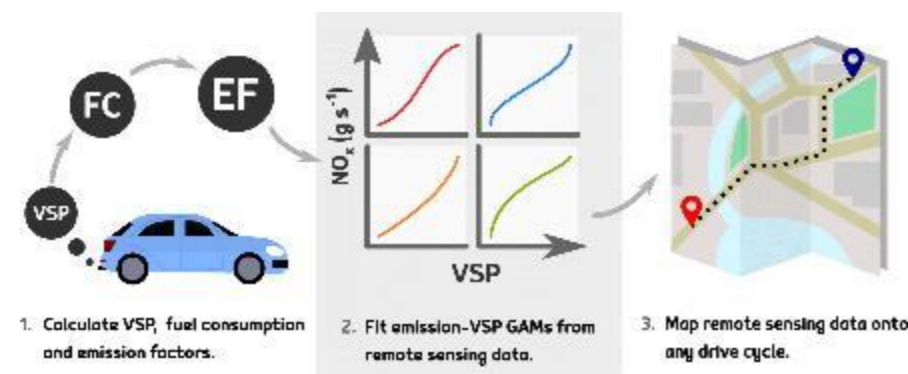 FC
EF
VSP
NOx (g s⁻¹)
VSP
1. Calculate VSP, fuel consumption
and emission factors.
2. Fit emission-VSP GAMs from
remote sensing data.
3. Map remote sensing data onto
any drive cycle.